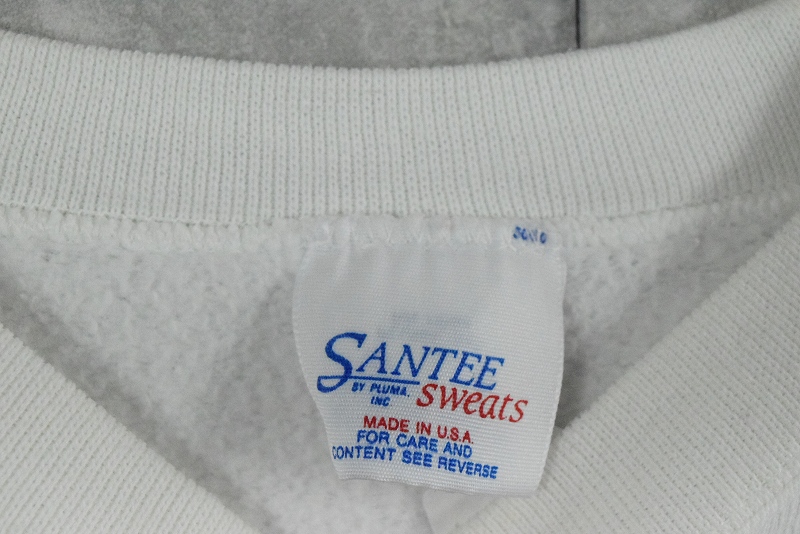 SANTEE
BY PLUMA, INC.
sweats
MADE IN U.S.A.
FOR CARE AND
CONTENT SEE REVERSE